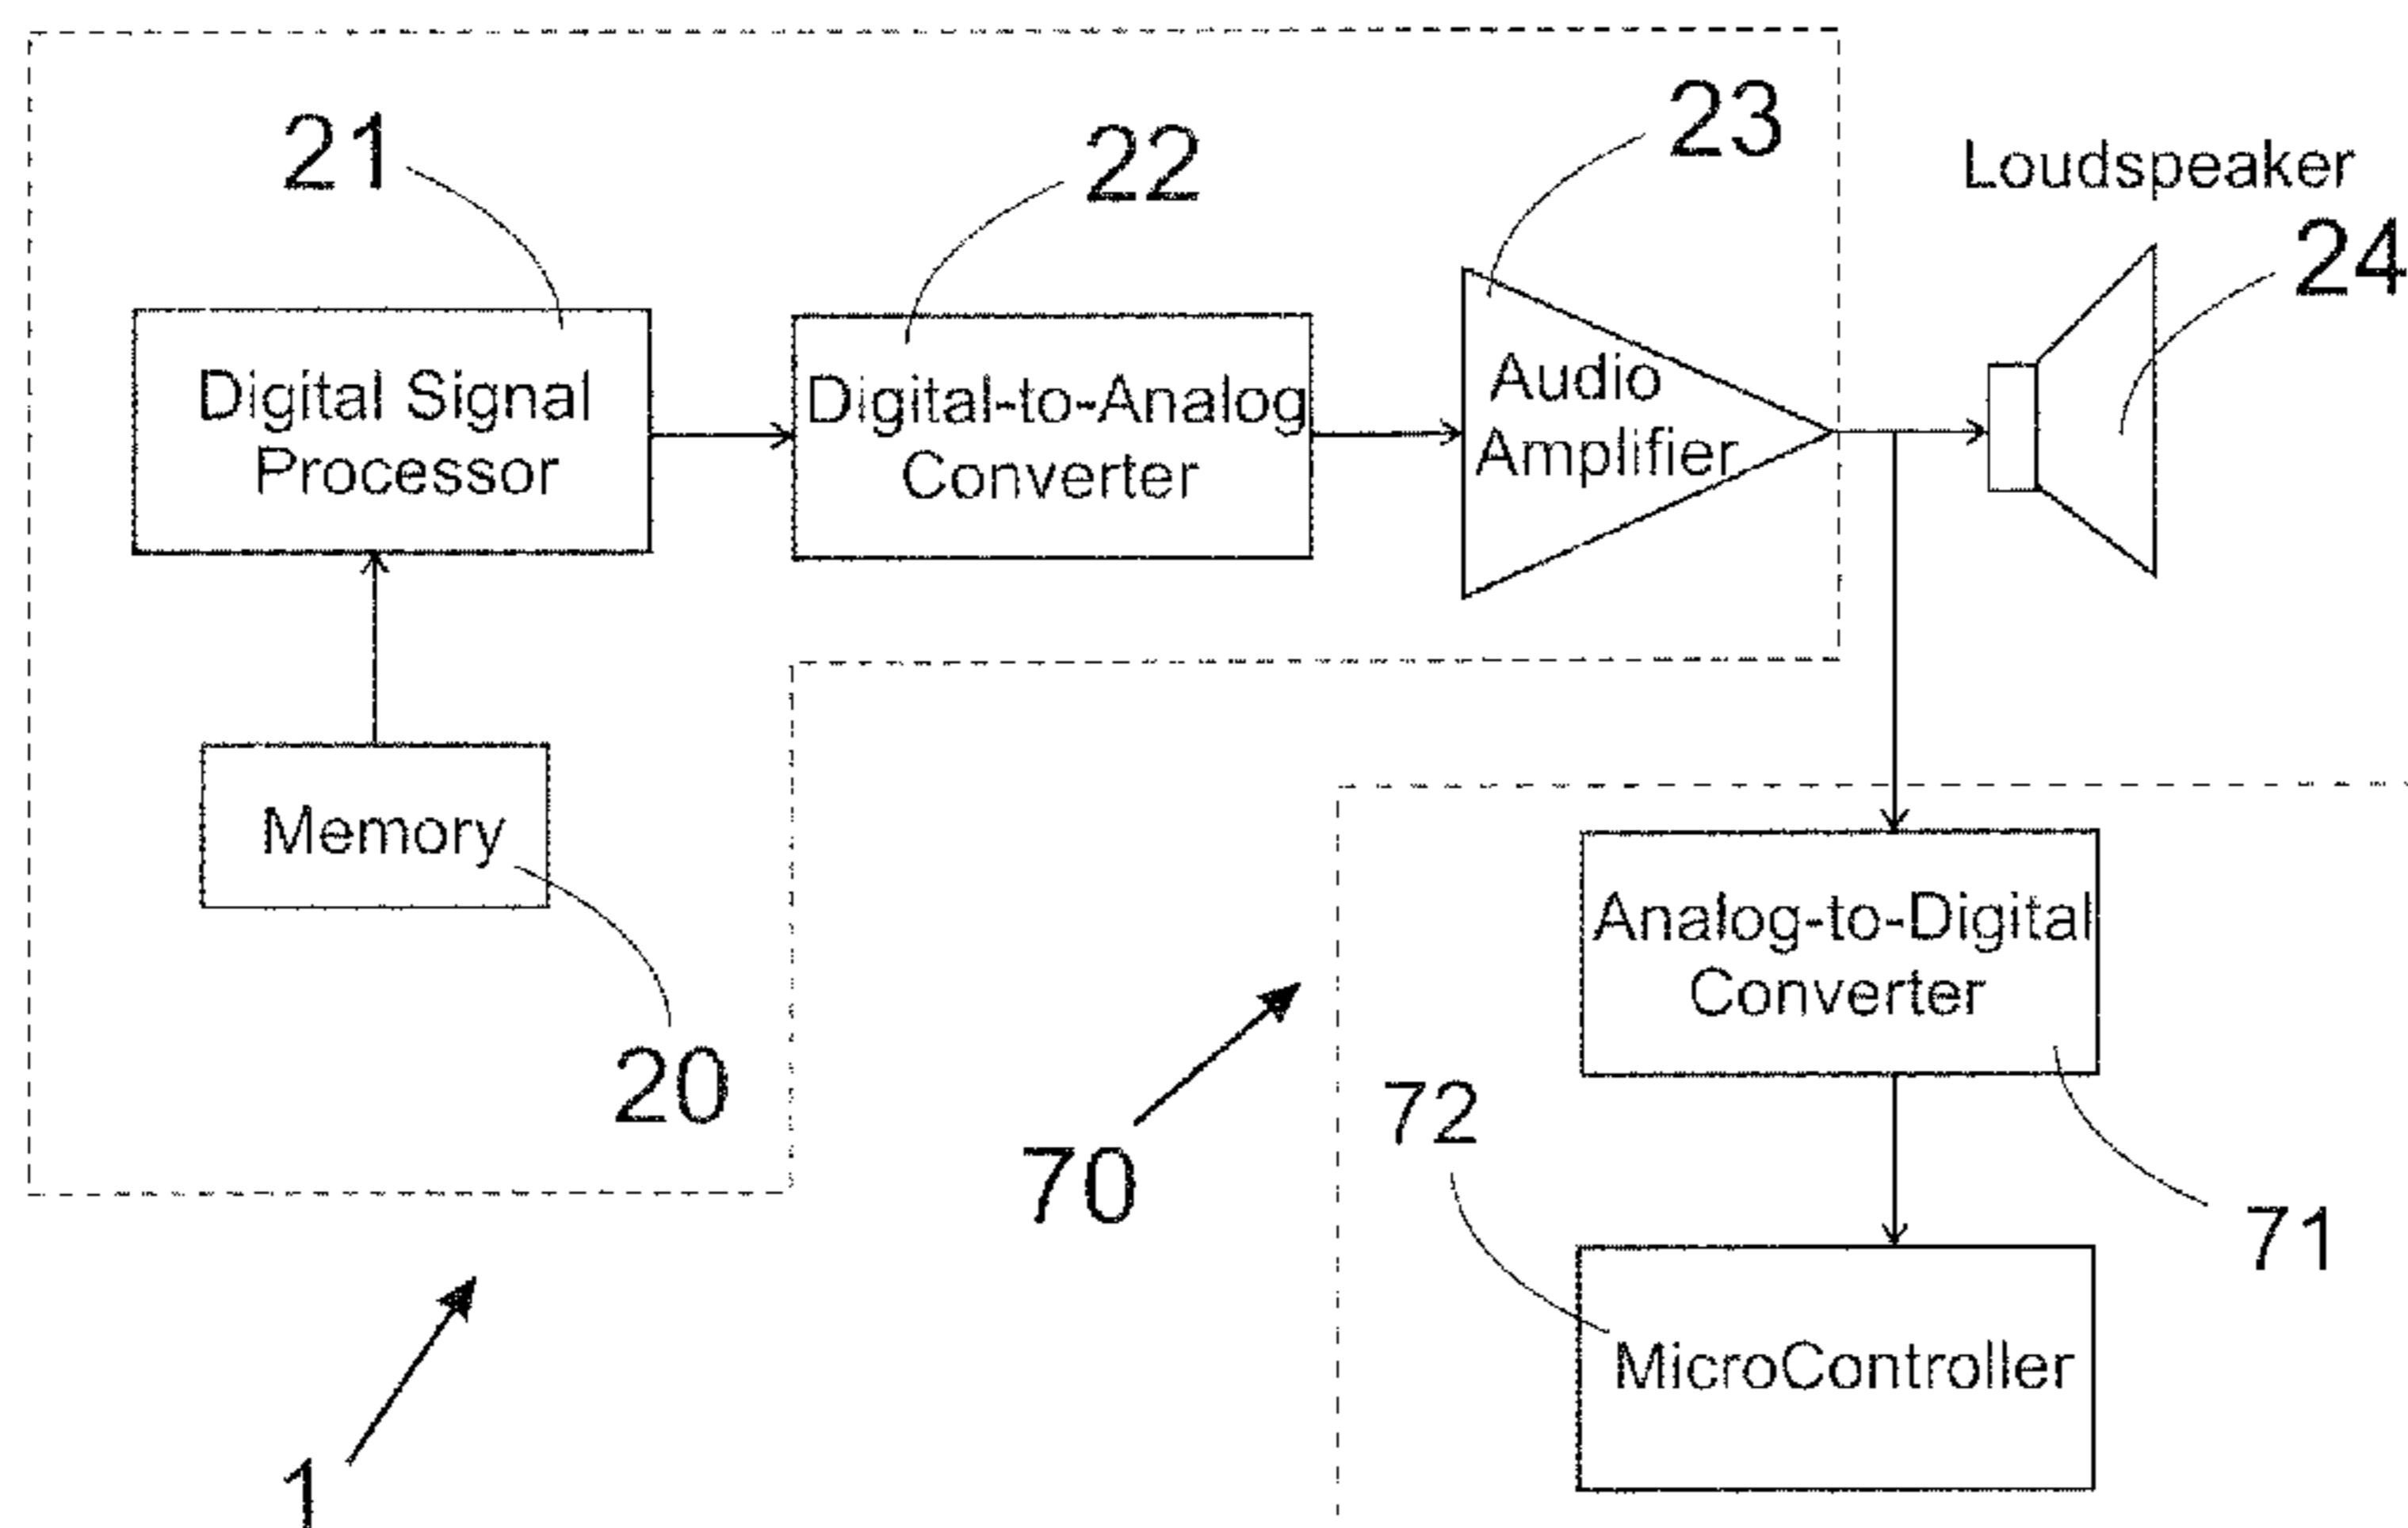 21
22
23
Loudspeaker
24
Digital Signal
Processor
Digital-to-Analog
Converter
Audio
Amplifier
Memory
20
Analog-to-Digital
Converter
70
72
71
MicroController
1